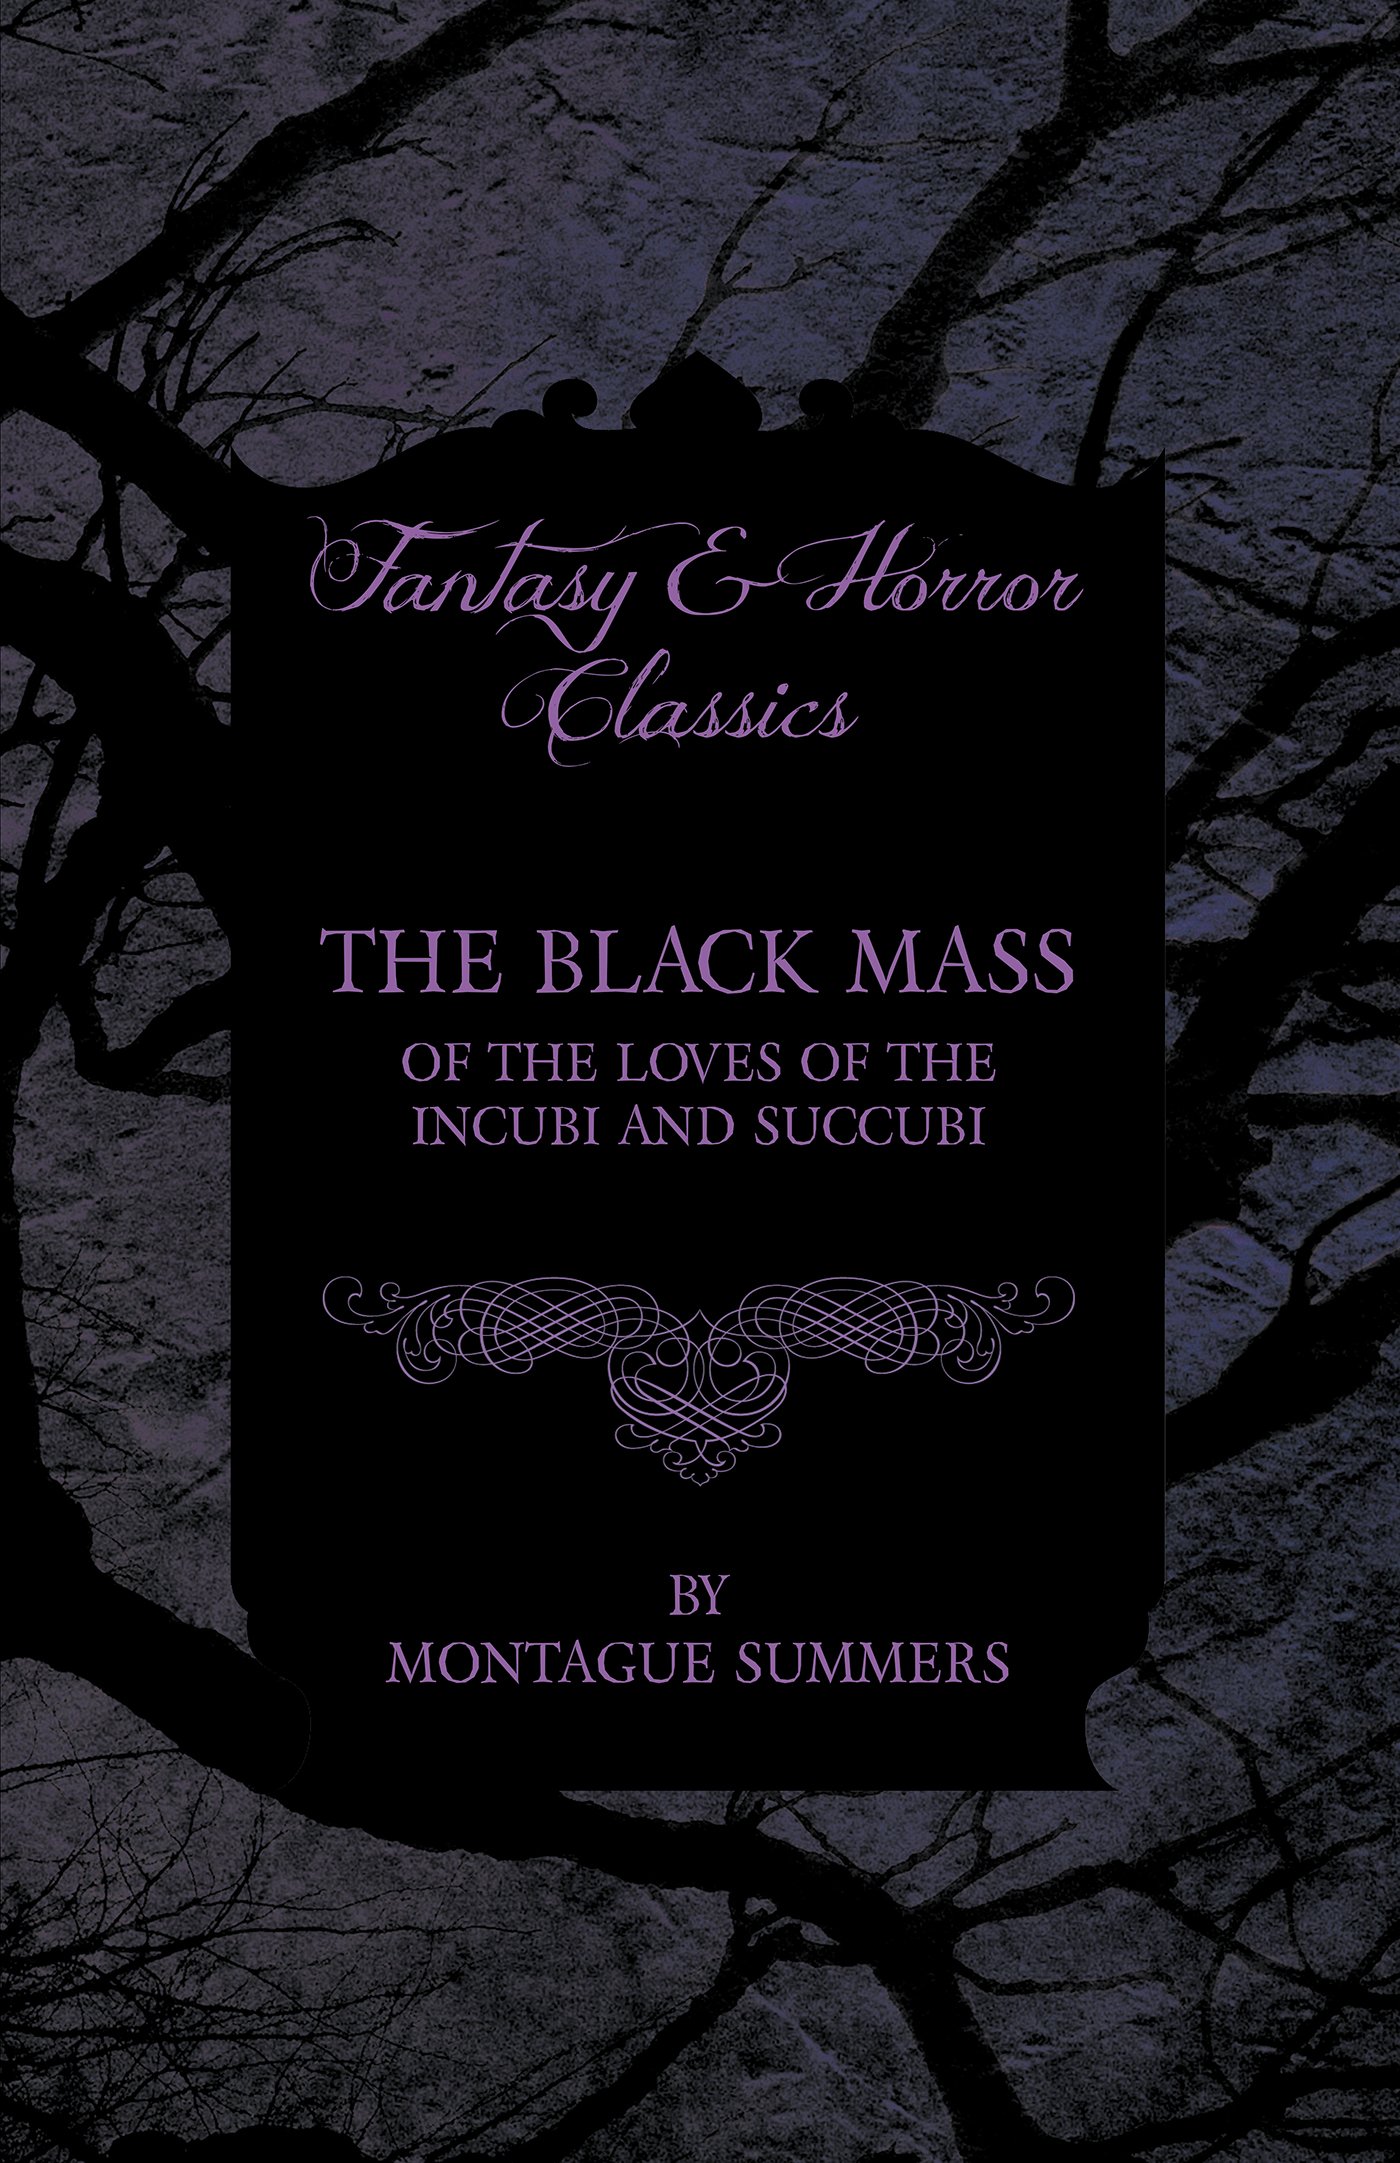 Fantasy & Horror
Classics
THE BLACK MASS
OF THE LOVES OF THE
INCUBI AND SUCCUBI
BY
MONTAGUE SUMMERS